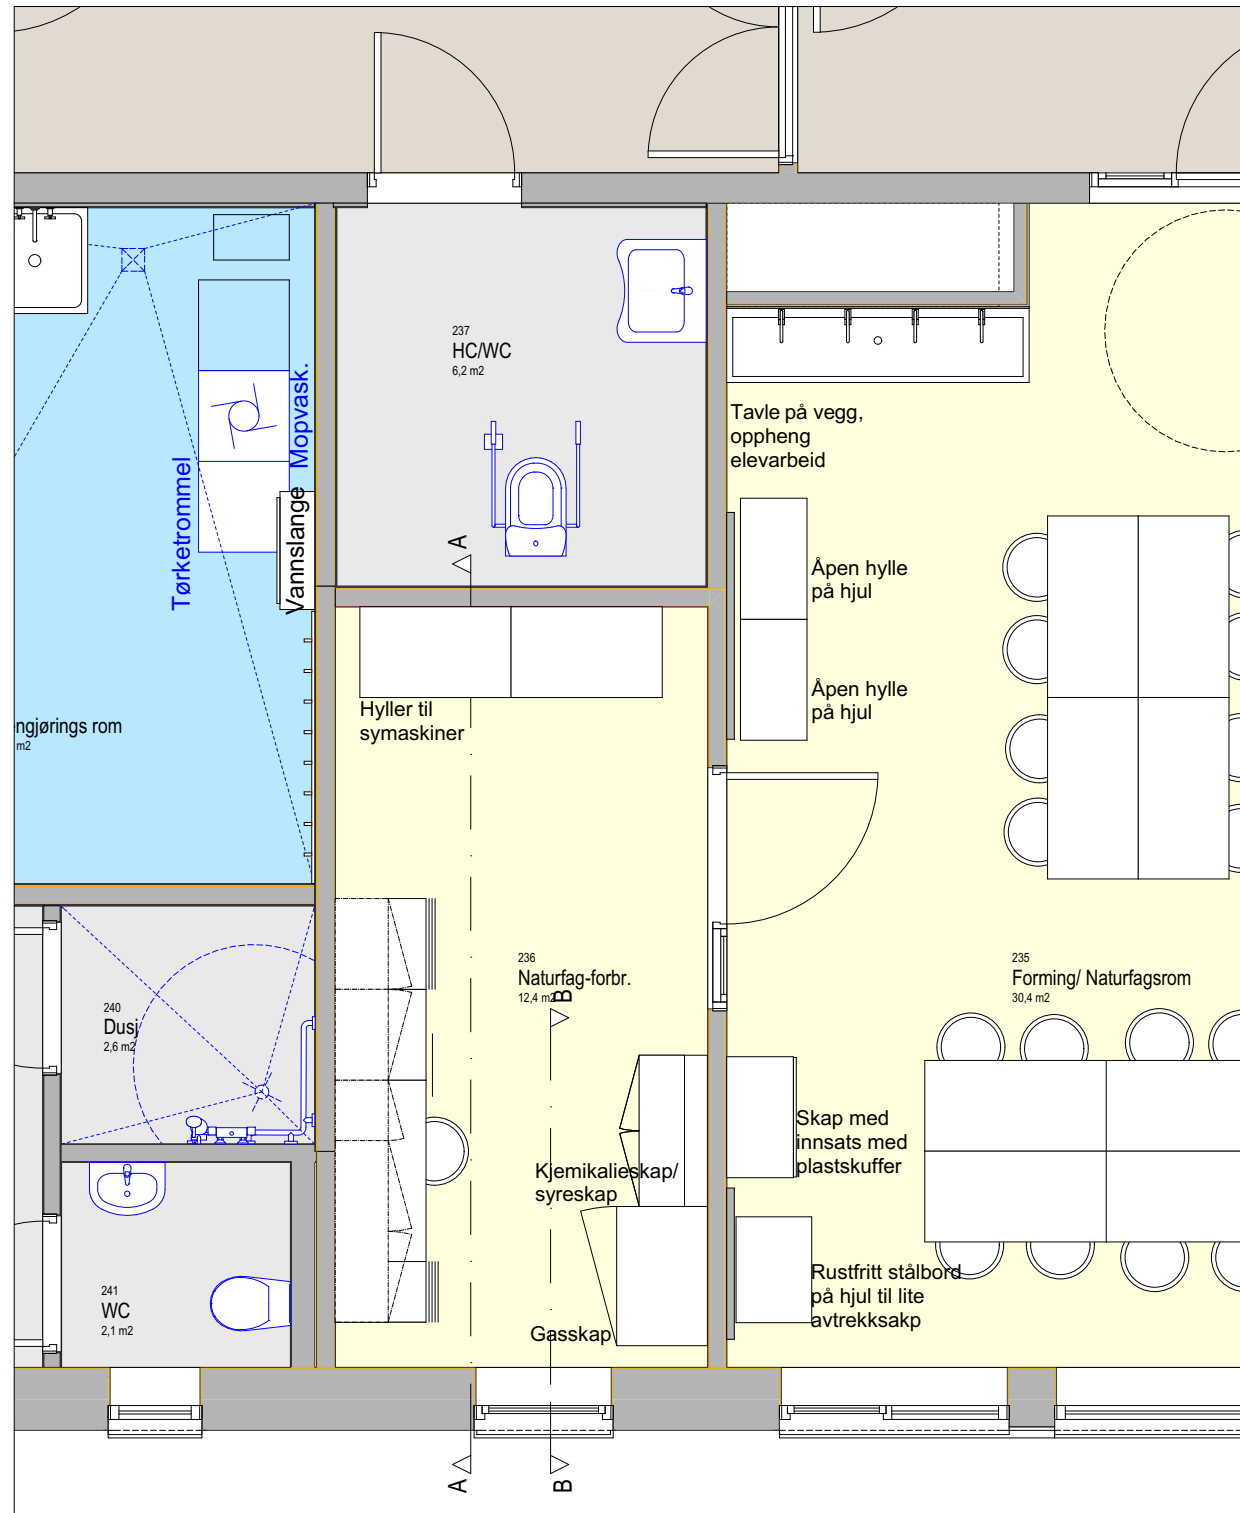 237
HC/WC
6,2 m2
Mopvask.
Tørketrommel
Vannslange
A
Tavle på vegg,
oppheng
elevarbeid
Åpen hylle
på hjul
Åpen hylle
på hjul
Hyller til
symaskiner
ngjørings rom
m2
236
Naturfag-forbr.
12,4 m2
B
235
Forming/ Naturfagsrom
30,4 m2
240
Dusj
2,6 m2
Kjemikalieskap/
syreskap
Skap med
innsats med
plastskuffer
241
WC
2,1 m2
Gasskap
Rustfritt stålbord
på hjul til lite
avtrekksakp
A
B